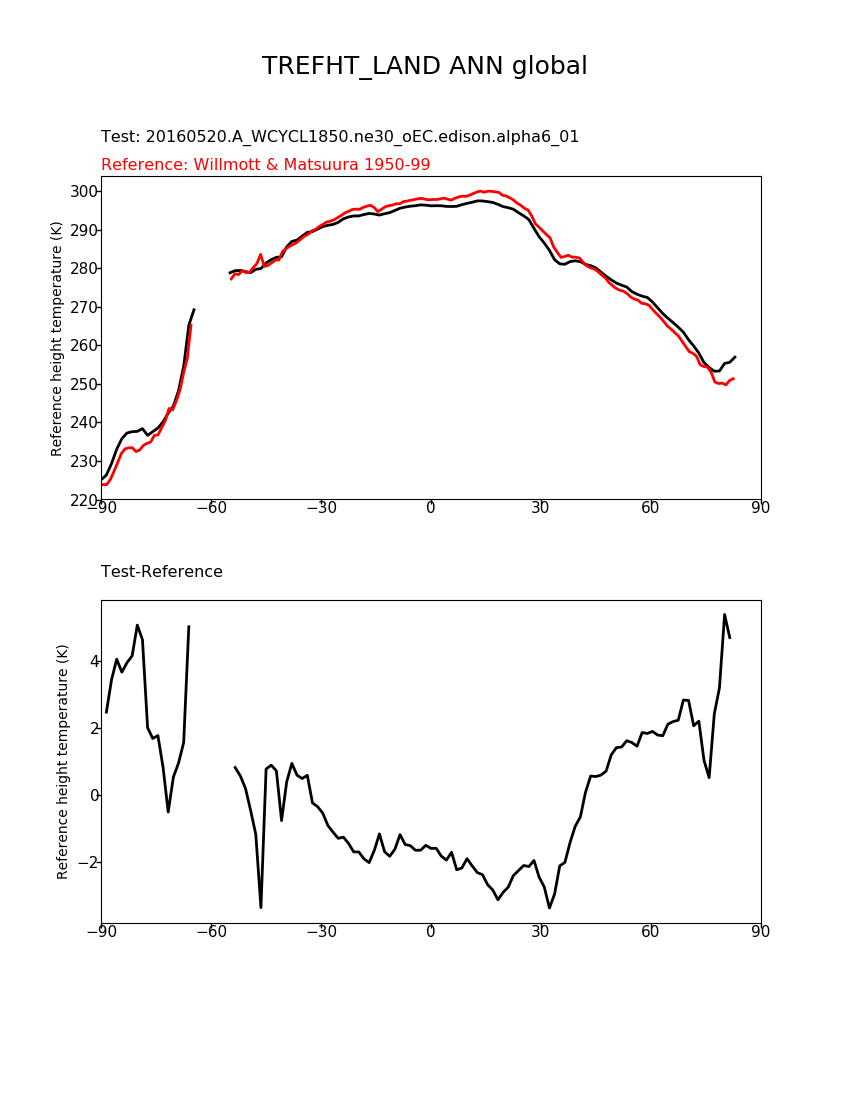 TREFHT_LAND ANN global
Test: 20160520.A_WCYCL1850.ne30_oEC.edison.alpha6_01
Reference: Willmott & Matsuura 1950-99
Reference height temperature (K)
300
290
280
270
260
250
240
230
220
−90 −60 −30 0 30 60 90
Test-Reference
Reference height temperature (K)
4
2
0
−2
−90 −60 −30 0 30 60 90